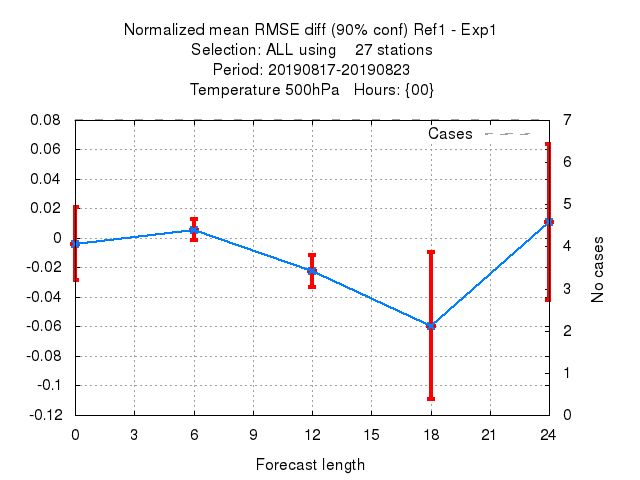 Normalized mean RMSE diff (90% conf) Ref1 - Exp1
Selection: ALL using    27 stations
Period: 20190817-20190823
Temperature 500hPa   Hours: {00}
Cases
0.08
0.06
0.04
0.02
0
-0.02
-0.04
-0.06
-0.08
-0.1
-0.12
7
6
5
4
3
2
1
0
No cases
0 3 6 9 12 15 18 21 24
Forecast length